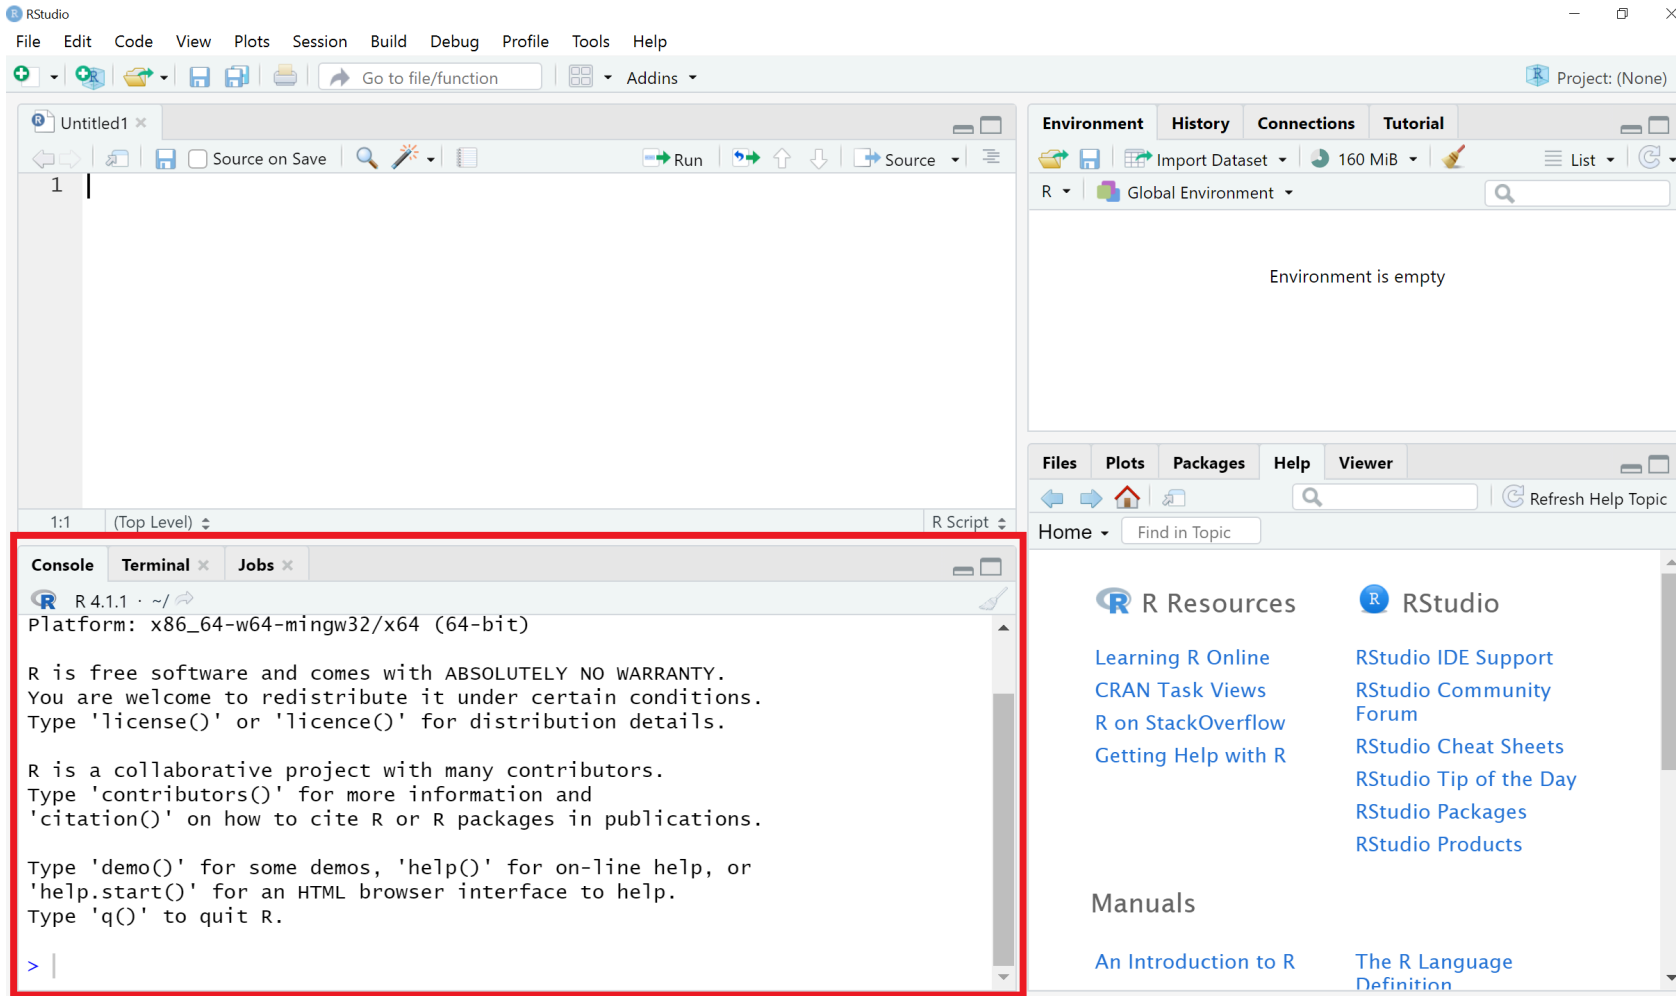 RStudio
File Edit Code View Plots Session Build Debug Profile Tools Help
Go to file/function Addins Project: (None)
Untitled1
Source on Save Run Source
1
1:1 (Top Level) R Script
Console Terminal Jobs
R 4.1.1 · ~/
Platform: x86_64-w64-mingw32/x64 (64-bit)
R is free software and comes with ABSOLUTELY NO WARRANTY.
You are welcome to redistribute it under certain conditions.
Type 'license()' or 'licence()' for distribution details.
R is a collaborative project with many contributors.
Type 'contributors()' for more information and
'citation()' on how to cite R or R packages in publications.
Type 'demo()' for some demos, 'help()' for on-line help, or
'help.start()' for an HTML browser interface to help.
Type 'q()' to quit R.
>
Environment History Connections Tutorial
Import Dataset 160 MiB List
R Global Environment
Environment is empty
Files Plots Packages Help Viewer
Refresh Help Topic
Home Find in Topic
R Resources
Learning R Online
CRAN Task Views
R on StackOverflow
Getting Help with R
RStudio
RStudio IDE Support
RStudio Community
Forum
RStudio Cheat Sheets
RStudio Tip of the Day
RStudio Packages
RStudio Products
Manuals
An Introduction to R
The R Language
Definition